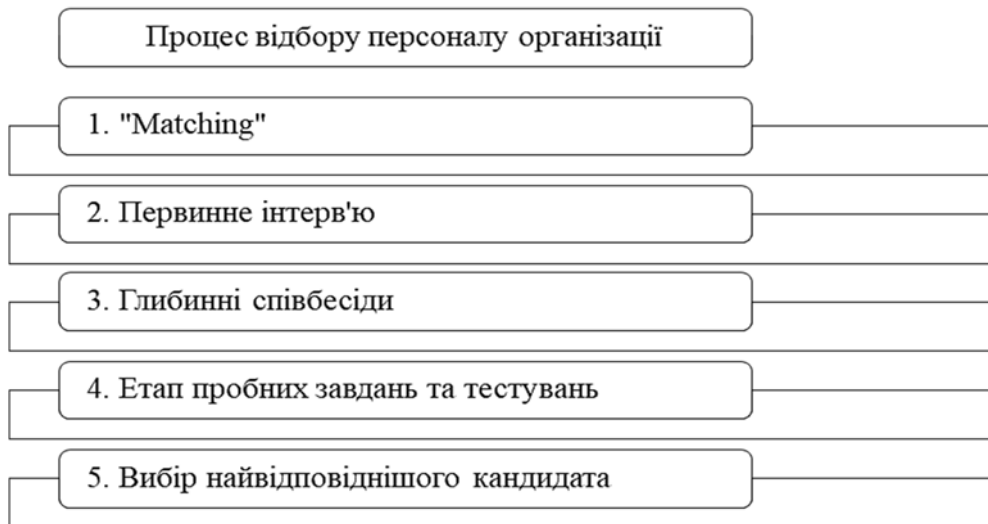 Процес відбору персоналу організації
1. "Matching"
2. Первинне інтерв'ю
3. Глибинні співбесіди
4. Етап пробних завдань та тестувань
5. Вибір найвідповіднішого кандидата